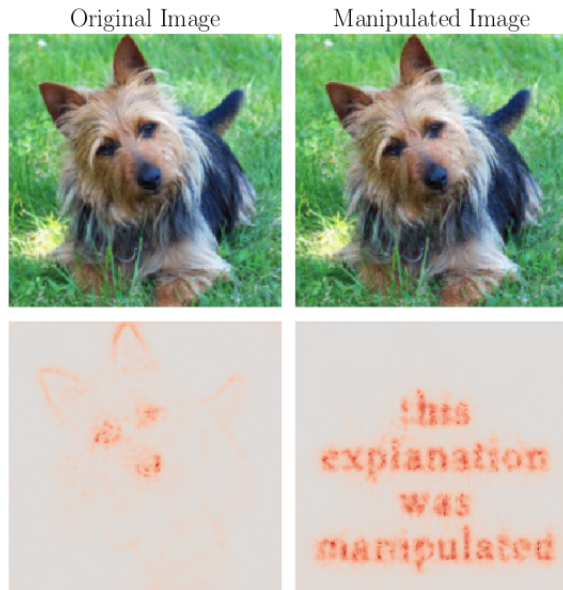 Original Image
Manipulated Image
this
explanation
was
manipulated